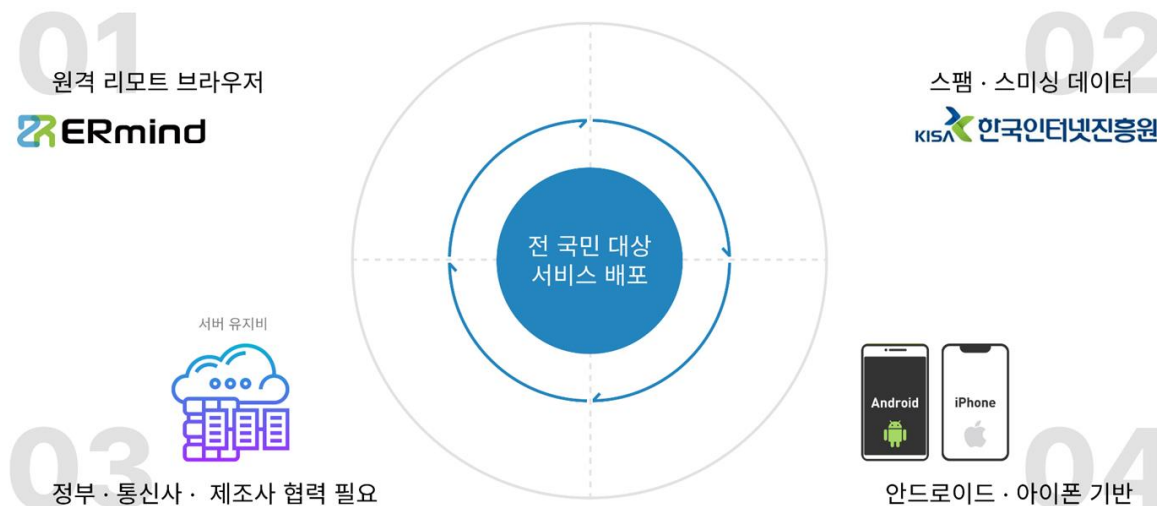 01
원격 리모트 브라우저
ERmind
02
스팸 · 스미싱 데이터
KISA 한국인터넷진흥원
전 국민 대상
서비스 배포
서버 유지비
03
정부 · 통신사 · 제조사 협력 필요
Android
iPhone
04
안드로이드 · 아이폰 기반